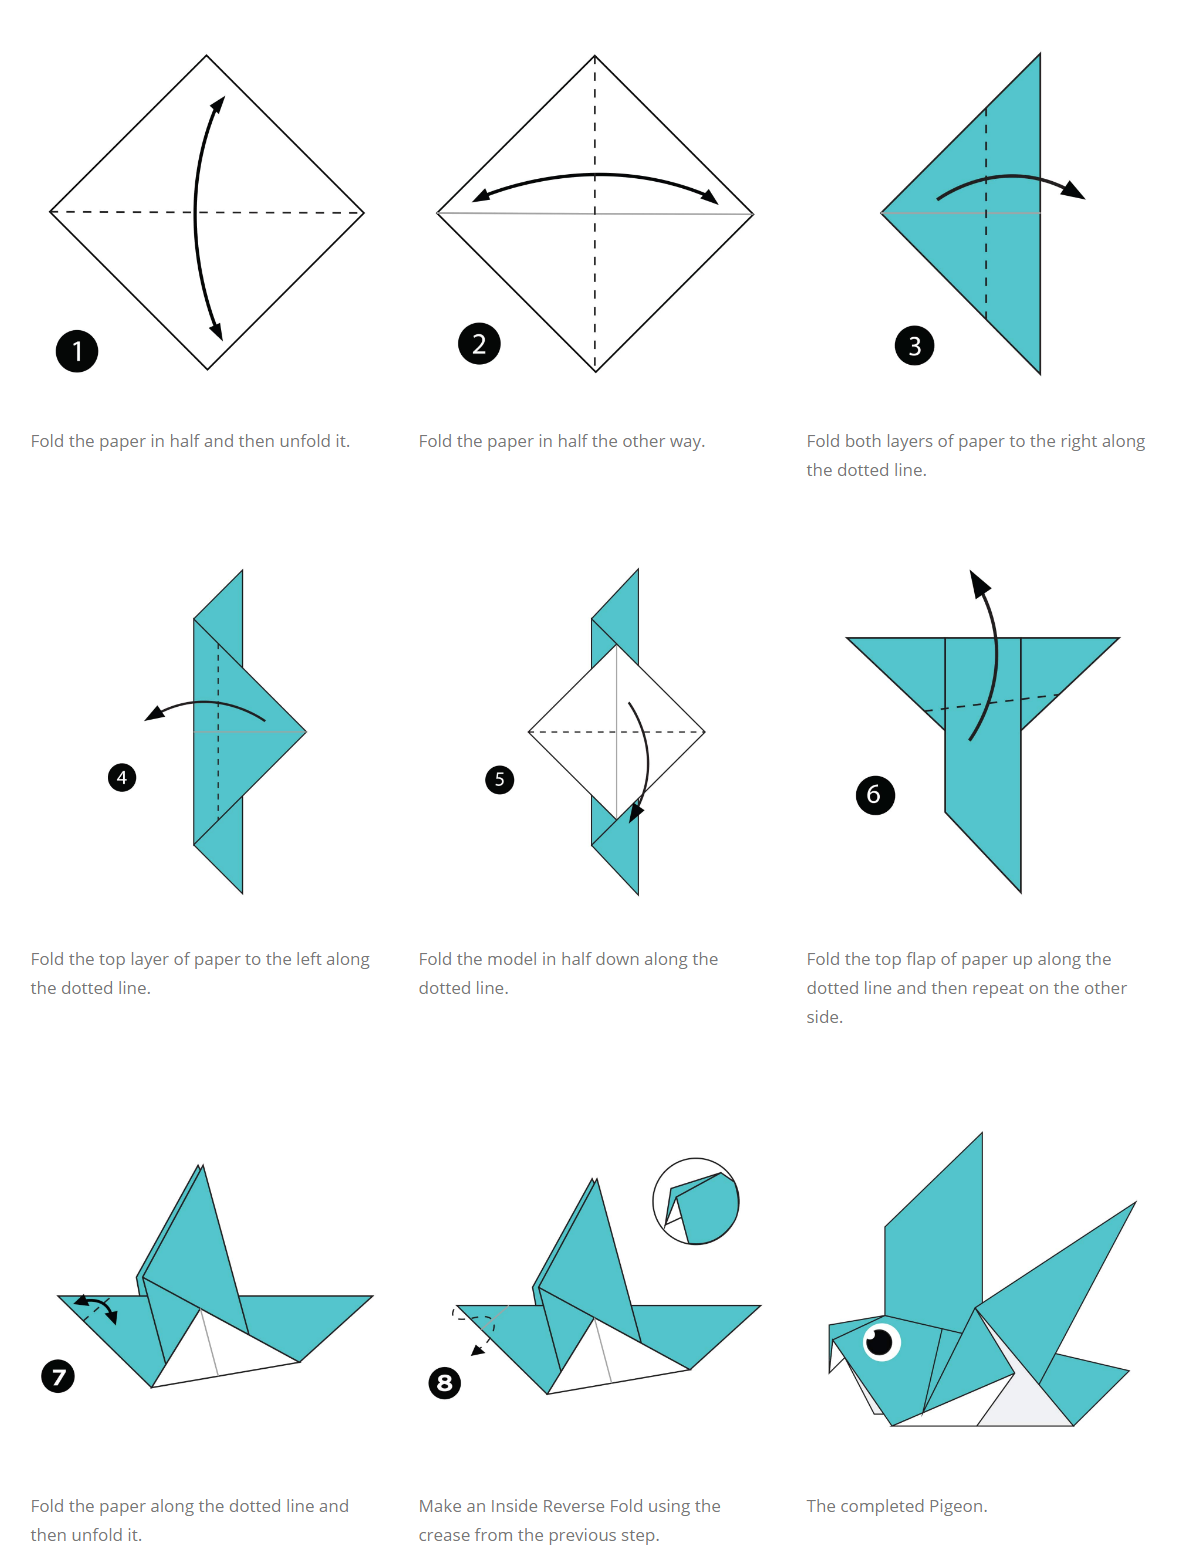 1
2
3
Fold the paper in half and then unfold it.
Fold the paper in half the other way.
Fold both layers of paper to the right along
the dotted line.
4
5
6
Fold the top layer of paper to the left along
the dotted line.
Fold the model in half down along the
dotted line.
Fold the top flap of paper up along the
dotted line and then repeat on the other
side.
7
8
Fold the paper along the dotted line and
then unfold it.
Make an Inside Reverse Fold using the
crease from the previous step.
The completed Pigeon.